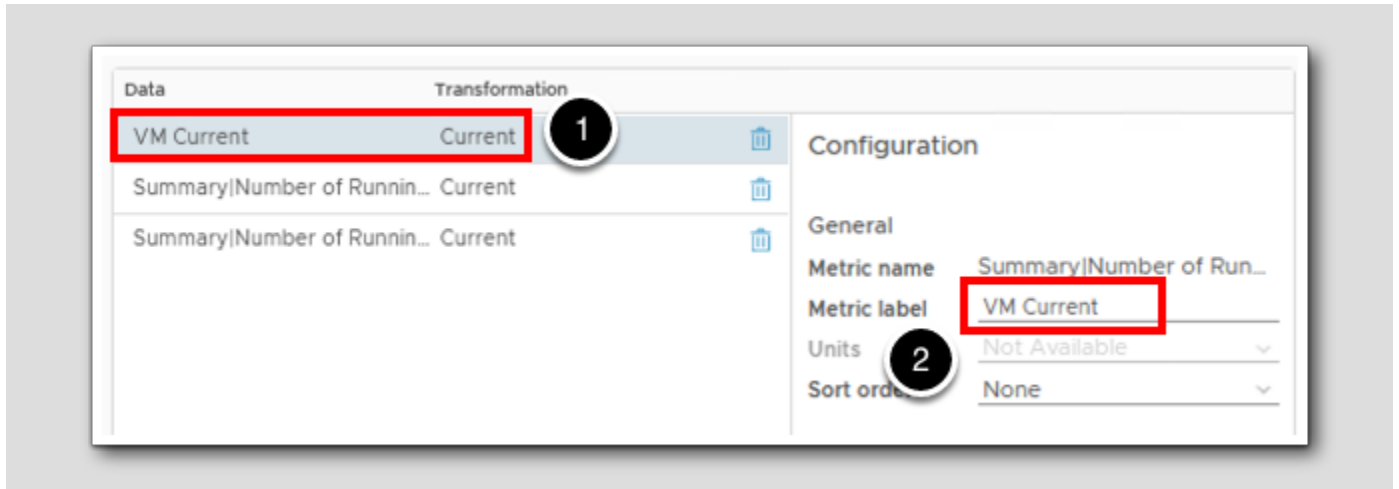 Data Transformation
VM Current Current 1
Summary|Number of Runnin... Current
Summary|Number of Runnin... Current
Configuration
General
Metric name Summary|Number of Run...
Metric label VM Current
Units Not Available
2
Sort order None